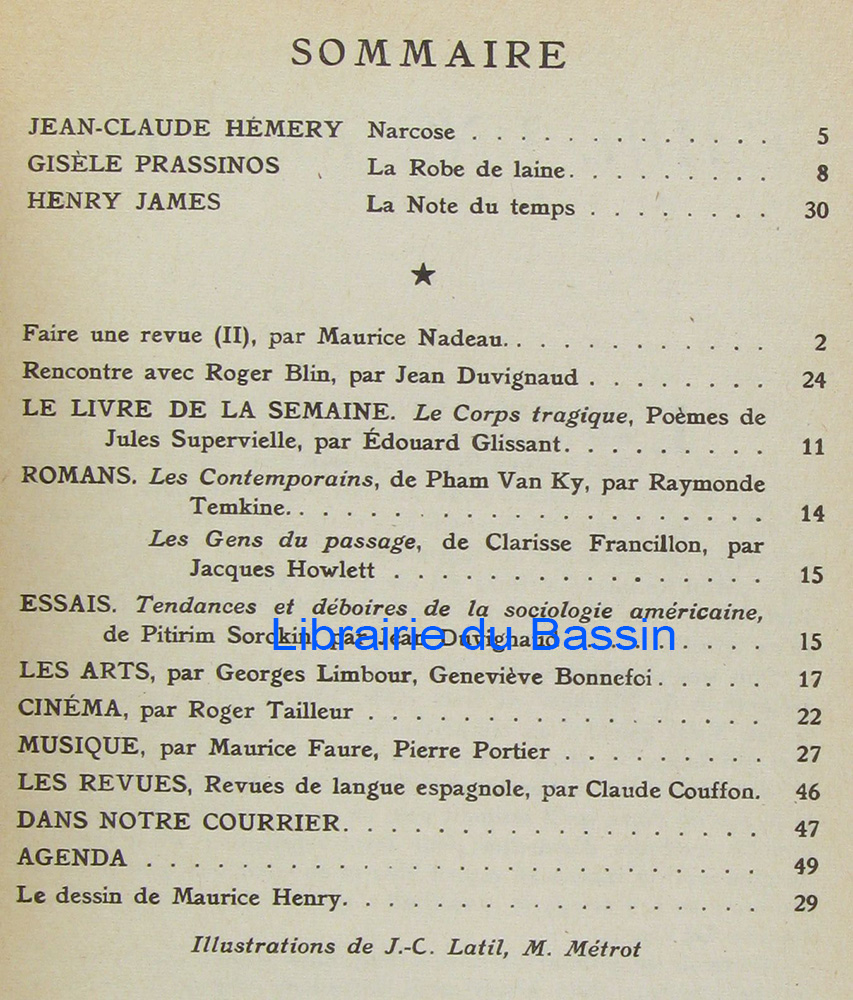 SOMMAIRE
JEAN-CLAUDE HÉMERY Narcose . . . . . . . . . . . . . 5
GISÈLE PRASSINOS La Robe de laine. . . . . . . . . 8
HENRY JAMES La Note du temps . . . . . . . . 30
★
Faire une revue (II), par Maurice Nadeau. . . . . . . . . . . . 2
Rencontre avec Roger Blin, par Jean Duvignaud . . . . . . . . 24
LE LIVRE DE LA SEMAINE. Le Corps tragique, Poèmes de
Jules Supervielle, par Édouard Glissant. . . . . . . . . 11
ROMANS. Les Contemporains, de Pham Van Ky, par Raymonde
Temkine. . . . . . . . . . . . . . . . . . . . . 14
Les Gens du passage, de Clarisse Francillon, par
Jacques Howlett . . . . . . . . . . . . . . . . 15
ESSAIS. Tendances et déboires de la sociologie américaine,
de Pitirim Sorokin, par Jean Duvignaud . . . . . . . . 15
Librairie du Bassin
LES ARTS, par Georges Limbour, Geneviève Bonnefoi. . . . . 17
CINÉMA, par Roger Tailleur . . . . . . . . . . . . . . . . . 22
MUSIQUE, par Maurice Faure, Pierre Portier . . . . . . . . . 27
LES REVUES, Revues de langue espagnole, par Claude Couffon. 46
DANS NOTRE COURRIER. . . . . . . . . . . . . . . . . . 47
AGENDA . . . . . . . . . . . . . . . . . . . . . . . . 49
Le dessin de Maurice Henry. . . . . . . . . . . . . . . . . . 29
Illustrations de J.-C. Latil, M. Métrot